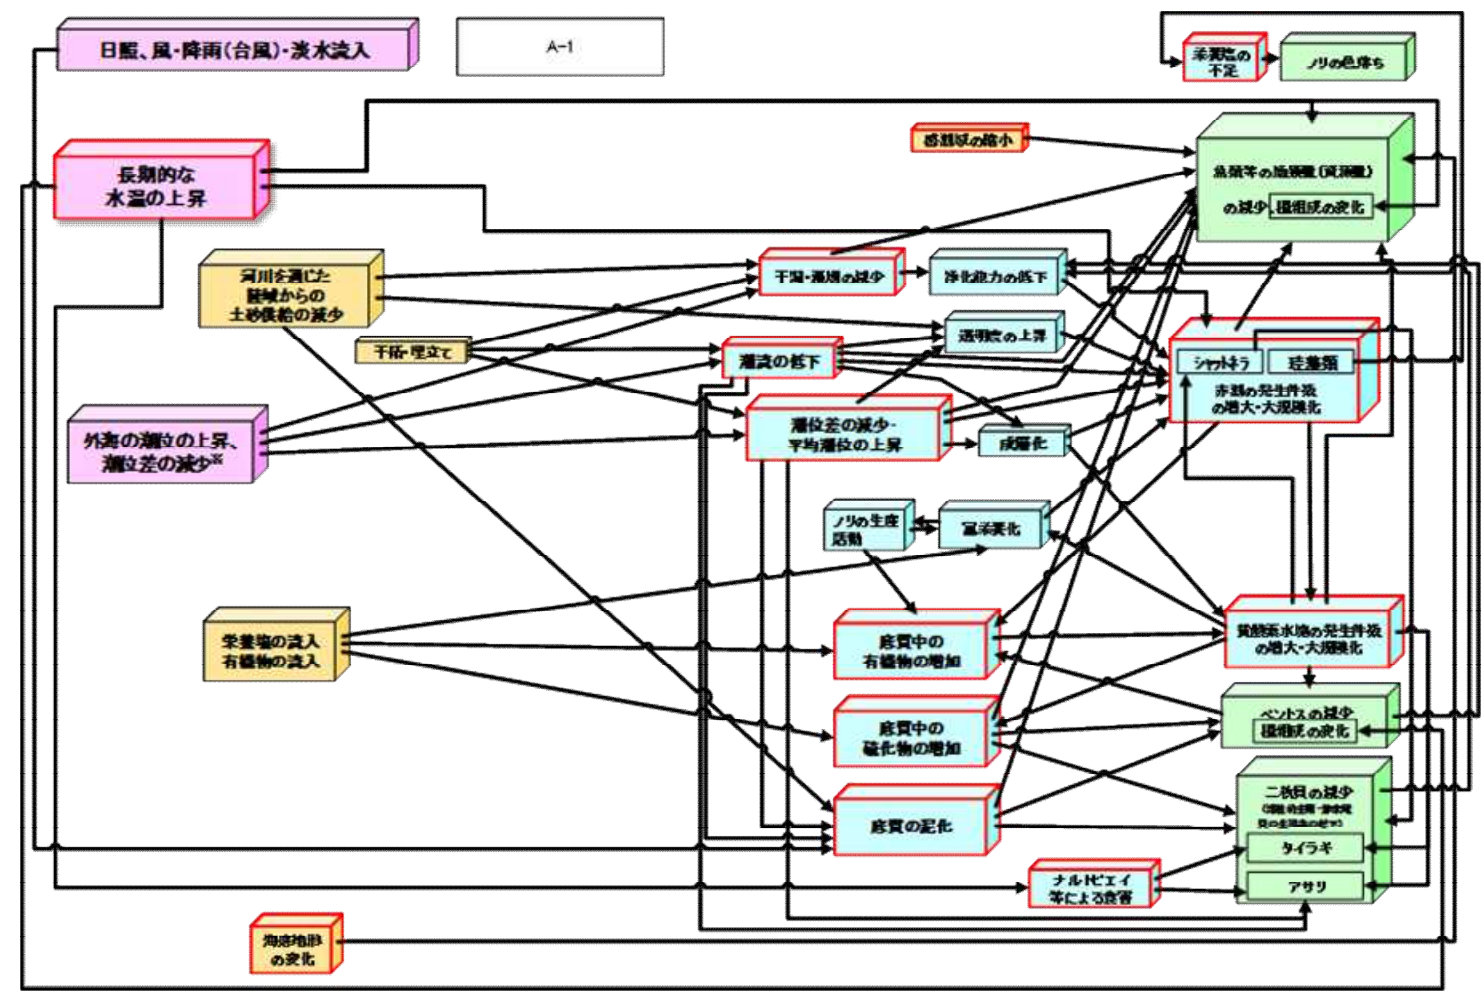 日照、風・降雨(台風)・淡水流入
A-1
栄養塩の
不足
ノリの色落ち
長期的な
水温の上昇
感潮域の縮小
魚類等の漁獲量(資源量)
の減少、種組成の変化
河川を通じた
陸域からの
土砂供給の減少
干潟・藻場の減少
浄化能力の低下
干拓・埋立て
潮流の低下
透明度の上昇
シャットネラ
珪藻類
赤潮の発生件数
の増大・大規模化
外海の潮位の上昇、
潮位差の減少※
潮位差の減少・
平均潮位の上昇
成層化
ノリの生産
活動
富栄養化
栄養塩の流入
有機物の流入
底質中の
有機物の増加
貧酸素水塊の発生件数
の増大・大規模化
底質中の
硫化物の増加
ベントスの減少
種組成の変化
二枚貝の減少
タイラギ
アサリ
底質の泥化
ナルトビエイ
等による食害
海底地形
の変化